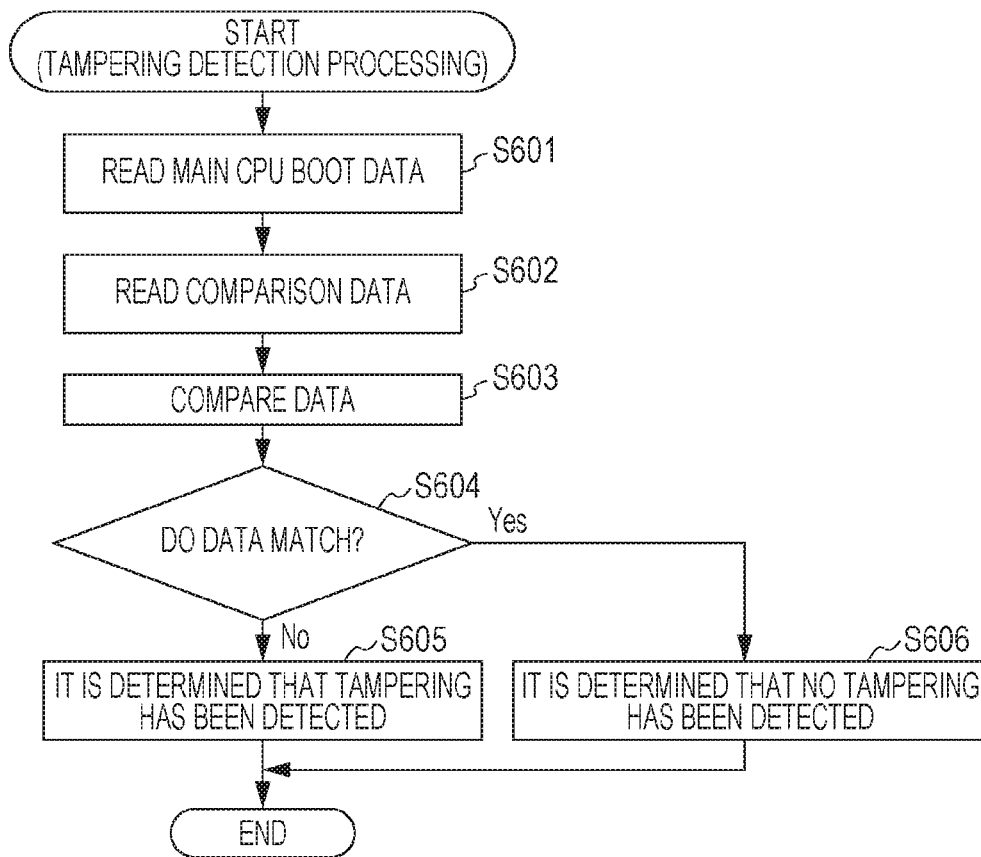 START
(TAMPERING DETECTION PROCESSING)
S601
READ MAIN CPU BOOT DATA
S602
READ COMPARISON DATA
S603
COMPARE DATA
S604
DO DATA MATCH?
Yes
No
S605
IT IS DETERMINED THAT TAMPERING
HAS BEEN DETECTED
S606
IT IS DETERMINED THAT NO TAMPERING
HAS BEEN DETECTED
END